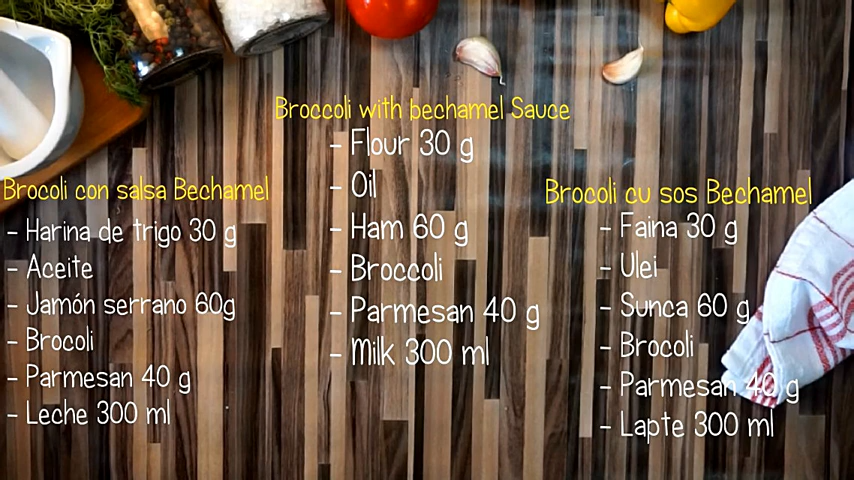 Broccoli with bechamel Sauce
- Flour 30 g
- Oil
- Ham 60 g
- Broccoli
- Parmesan 40 g
- Milk 300 ml
Brocoli con salsa Bechamel
- Harina de trigo 30 g
- Aceite
- Jamón serrano 60g
- Brocoli
- Parmesan 40 g
- Leche 300 ml
Brocoli cu sos Bechamel
- Faina 30 g
- Ulei
- Sunca 60 g
- Brocoli
- Parmesan 40 g
- Lapte 300 ml